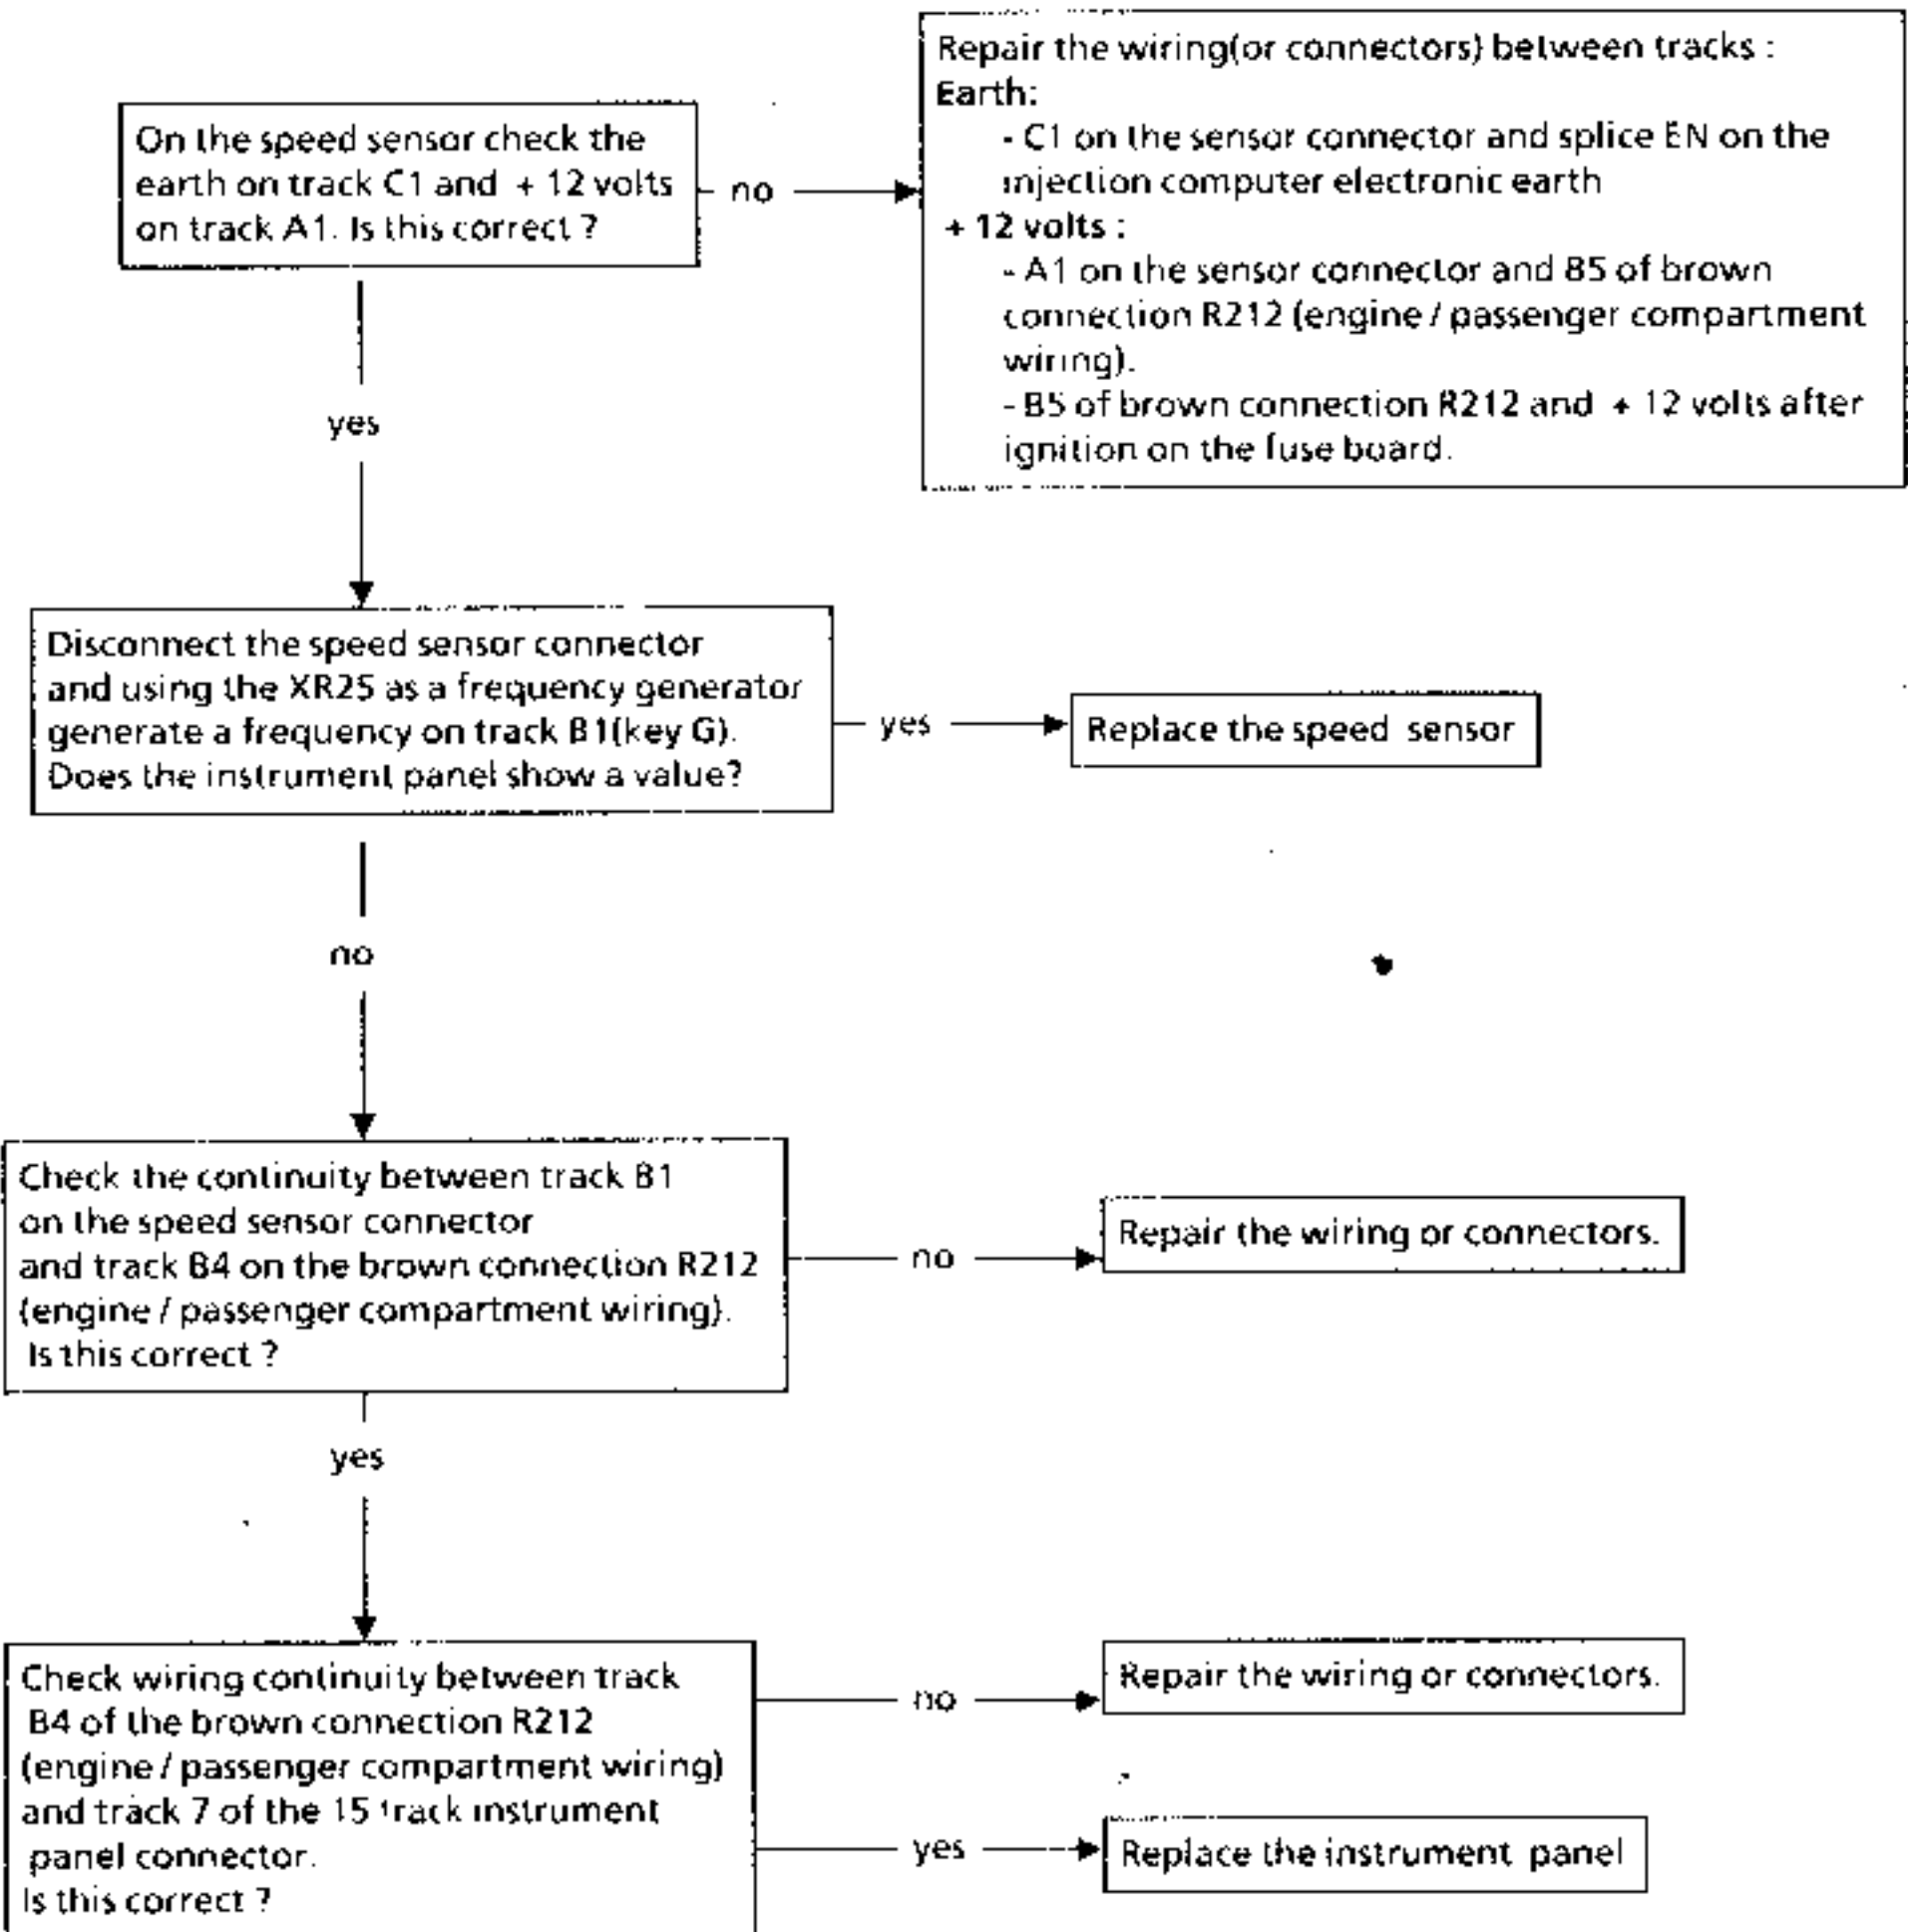 On the speed sensor check the
earth on track C1 and + 12 volts
on track A1. Is this correct ?
no
Repair the wiring(or connectors) between tracks :
Earth:
- C1 on the sensor connector and splice EN on the
injection computer electronic earth
+ 12 volts :
- A1 on the sensor connector and B5 of brown
connection R212 (engine / passenger compartment
wiring).
- B5 of brown connection R212 and + 12 volts after
ignition on the fuse board.
yes
Disconnect the speed sensor connector
and using the XR25 as a frequency generator
generate a frequency on track B1(key G).
Does the instrument panel show a value?
yes
Replace the speed sensor
no
Check the continuity between track B1
on the speed sensor connector
and track B4 on the brown connection R212
(engine / passenger compartment wiring).
Is this correct ?
no
Repair the wiring or connectors.
yes
Check wiring continuity between track
B4 of the brown connection R212
(engine / passenger compartment wiring)
and track 7 of the 15 track instrument
panel connector.
Is this correct ?
no
Repair the wiring or connectors.
yes
Replace the instrument panel